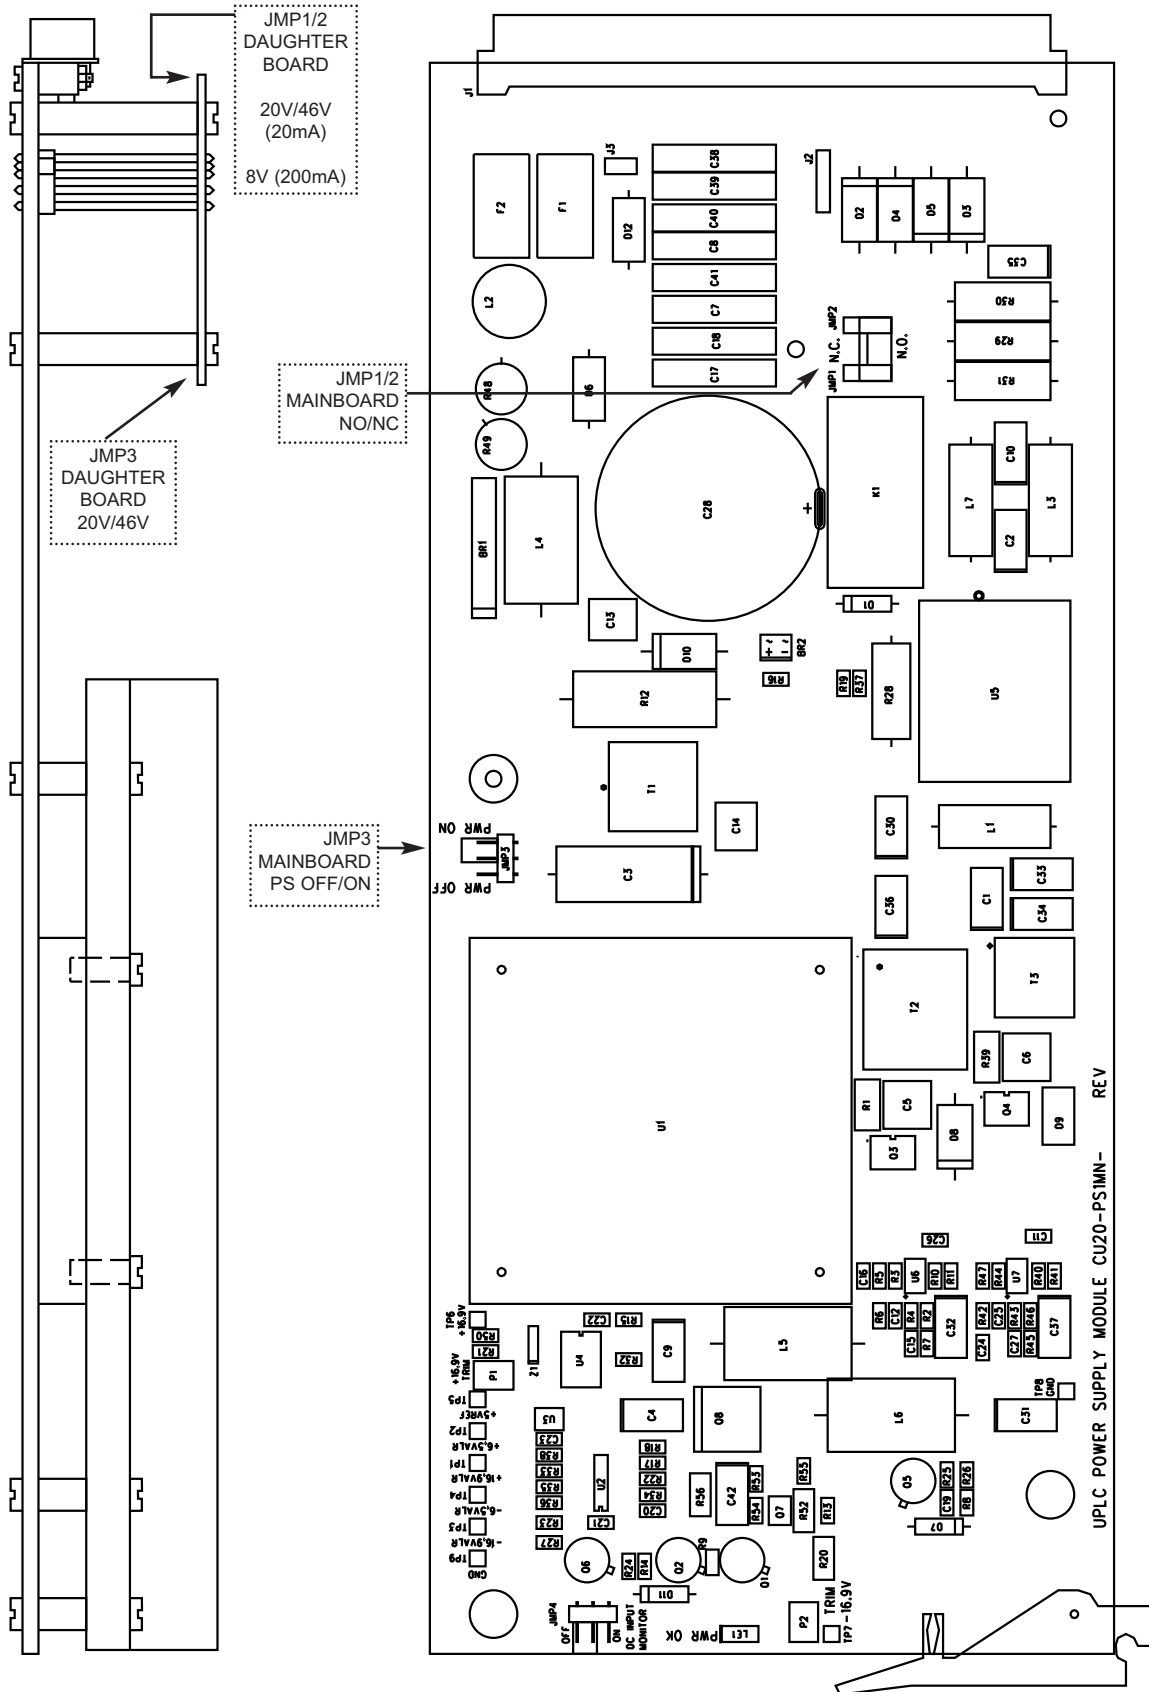 JMP1/2
DAUGHTER
BOARD
20V/46V
(20mA)
8V (200mA)
JMP3
DAUGHTER
BOARD
20V/46V
JMP1/2
MAINBOARD
NO/NC
JMP3
MAINBOARD
PS OFF/ON
J1
J3
J2
F2
F1
D12
C38
C39
C40
C8
C41
C7
C18
C17
D2
D4
D5
D3
C35
R30
R29
R31
L2
JMP1 N.C. JMP2
N.O.
R48
R49
D6
C28
+
K1
L7
C10
C2
L3
BR1
L4
C13
D10
R12
BR2
+ ~
- ~
R16
D1
R19
R37
R28
U5
T1
C14
C30
L1
PWR ON
JMP3
PWR OFF
C3
C36
C1
C33
C34
T2
T3
R39
C6
R1
C5
Q3
D8
Q4
D9
U1
C26
C11
C16
R5
R3
U6
R10
R11
R47
R44
U7
R40
R41
R6
C12
R4
R2
C32
R42
C25
R43
R46
C37
C15
R7
C24
C27
R45
TP6
+16.9V
R50
R21
+16.9V
TRIM
P1
Z1
C22
R15
U4
R32
C9
L5
TP5
+5VREF
TP2
+6.5VALR
TP1
+16.9VALR
TP4
-6.5VALR
TP3
-16.9VALR
TP9
GND
U3
C23
R38
R33
R35
R36
R23
R27
C4
Q8
L6
TP8
GND
C31
U2
C21
R18
R17
R22
R34
C20
R56
C42
R53
R54
R55
Q7
R52
R13
Q5
R25
R26
C19
R8
D7
Q6
R24
R14
Q2
R9
Q1
R20
D11
JMP4
OFF
ON
DC INPUT
MONITOR
PWR OK
LE1
P2
TRIM
TP7 -16.9V
UPLC POWER SUPPLY MODULE CU20-PS1MN- REV